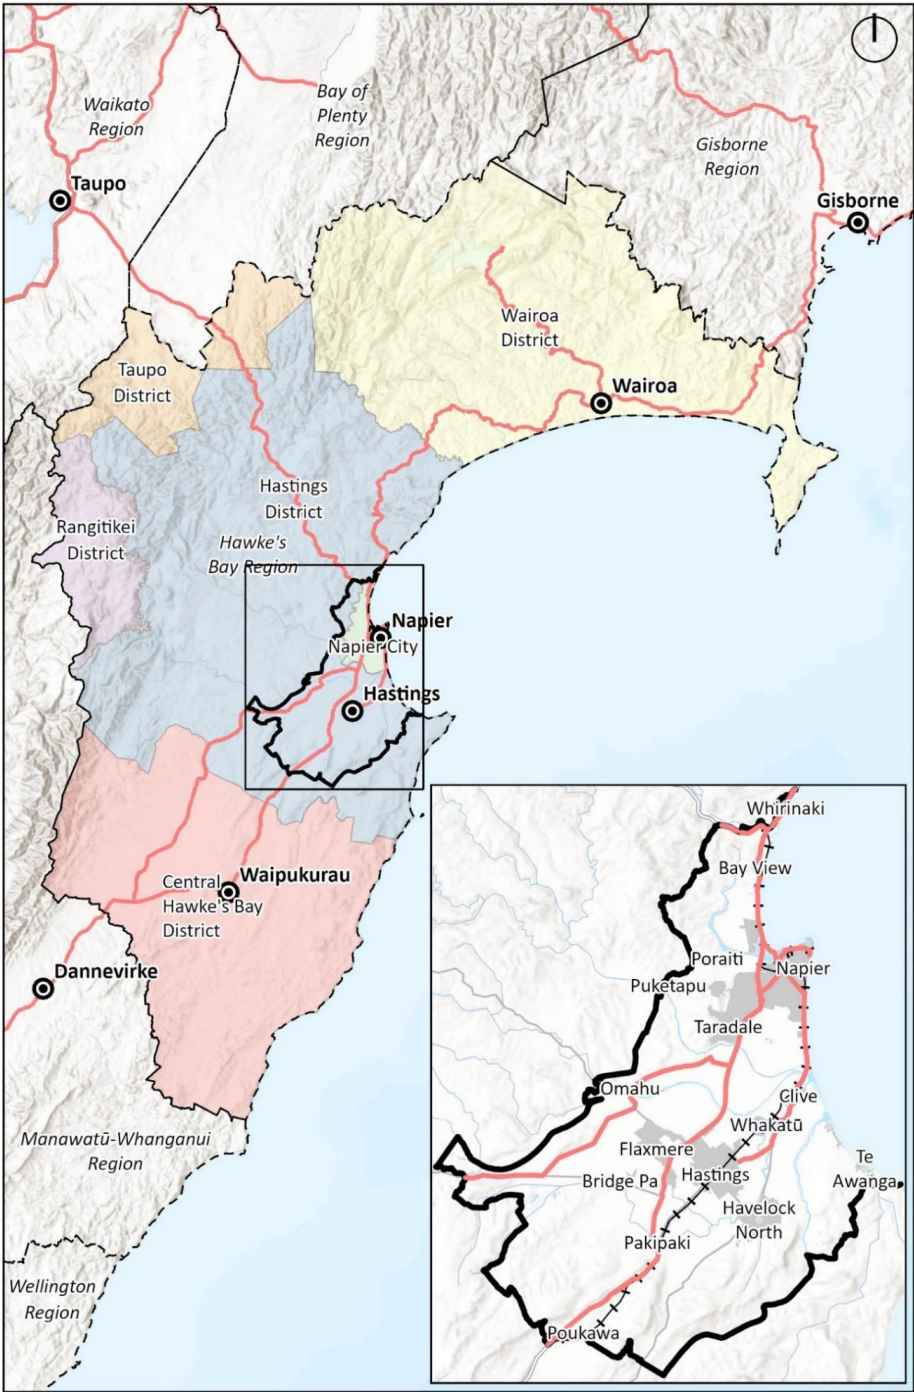 Waikato
Region
Bay of
Plenty
Region
Gisborne
Region
Taupo
Gisborne
Wairoa
District
Taupo
District
Wairoa
Hastings
District
Rangitikei
District
Hawke's
Bay Region
Napier
Napier City
Hastings
Waipukurau
Central
Hawke's Bay
District
Dannevirke
Manawatū-Whanganui
Region
Wellington
Region
Whirinaki
Bay View
Poraiti
Napier
Puketapu
Taradale
Omahu
Clive
Whakatū
Flaxmere
Hastings
Bridge Pa
Te
Awanga
Havelock
North
Pakipaki
Poukawa